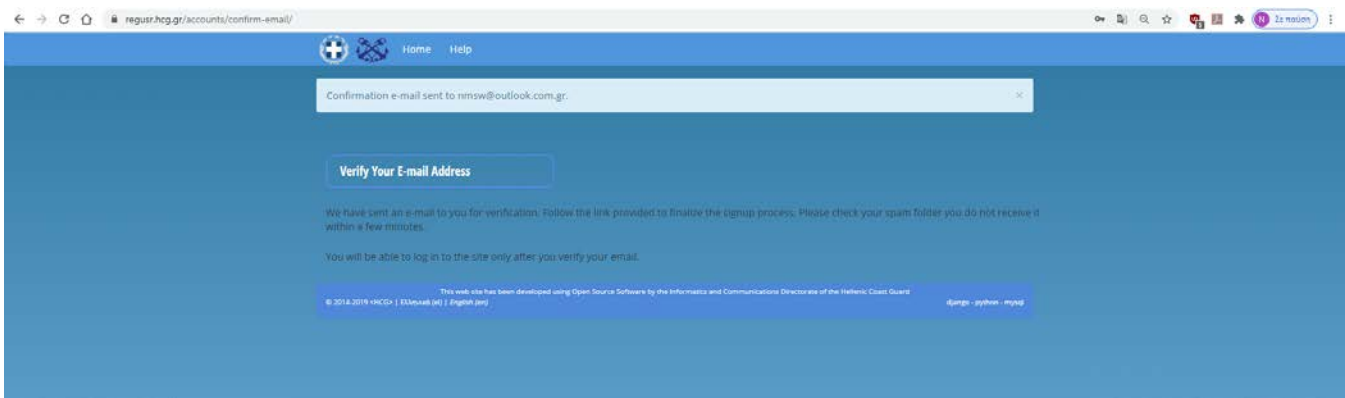 regusr.hcg.gr/accounts/confirm-email/
N Σε παύση
Home Help
Confirmation e-mail sent to nmsw@outlook.com.gr. ×
Verify Your E-mail Address
We have sent an e-mail to you for verification. Follow the link provided to finalize the signup process. Please check your spam folder you do not receive it
within a few minutes.
You will be able to log in to the site only after you verify your email.
This web site has been developed using Open Source Software by the Informatics and Communications Directorate of the Hellenic Coast Guard
© 2014-2019 <HCG> | Ελληνικά (el) | English (en) django - python - mysql